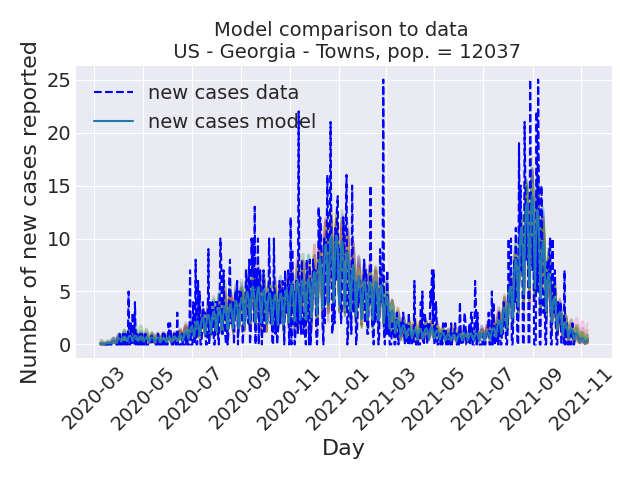 Model comparison to data
US - Georgia - Towns, pop. = 12037
Number of new cases reported
25
20
15
10
5
0
new cases data
new cases model
2020-03
2020-05
2020-07
2020-09
2020-11
2021-01
2021-03
2021-05
2021-07
2021-09
2021-11
Day